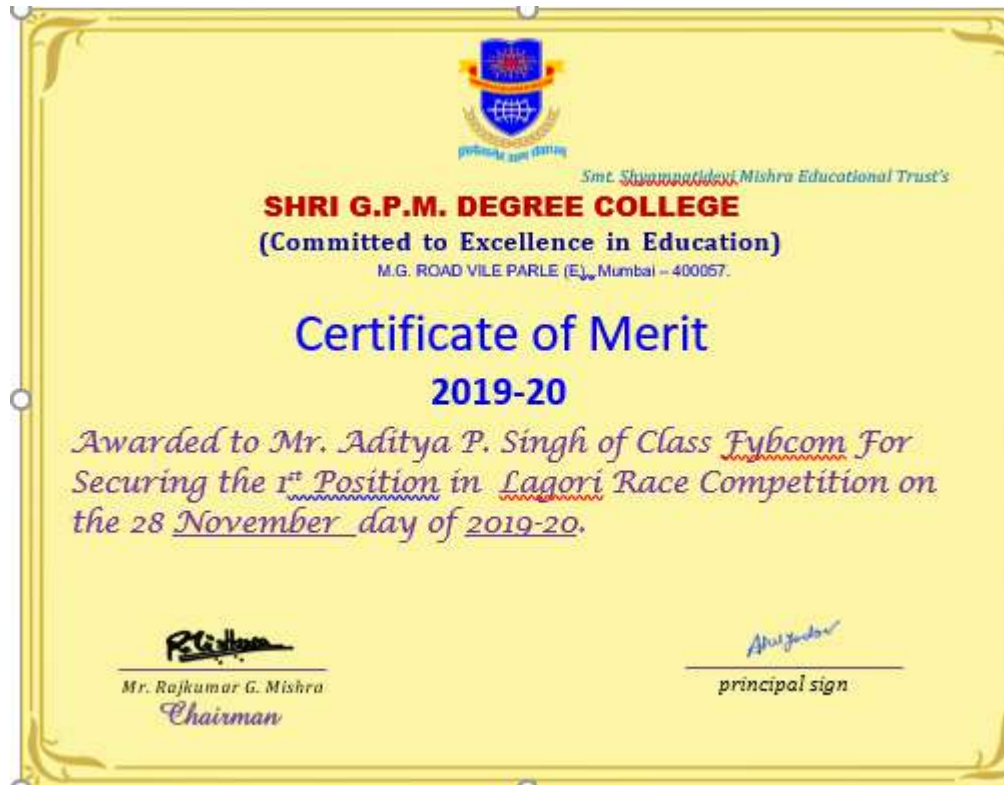 Smt. Shyampatidevi Mishra Educational Trust's
SHRI G.P.M. DEGREE COLLEGE
(Committed to Excellence in Education)
M.G. ROAD VILE PARLE (E), Mumbai – 400057.
Certificate of Merit
2019-20
Awarded to Mr. Aditya P. Singh of Class Fybcom For
Securing the 1st Position in Lagori Race Competition on
the 28 November day of 2019-20.
Mr. Rajkumar G. Mishra
Chairman
principal sign